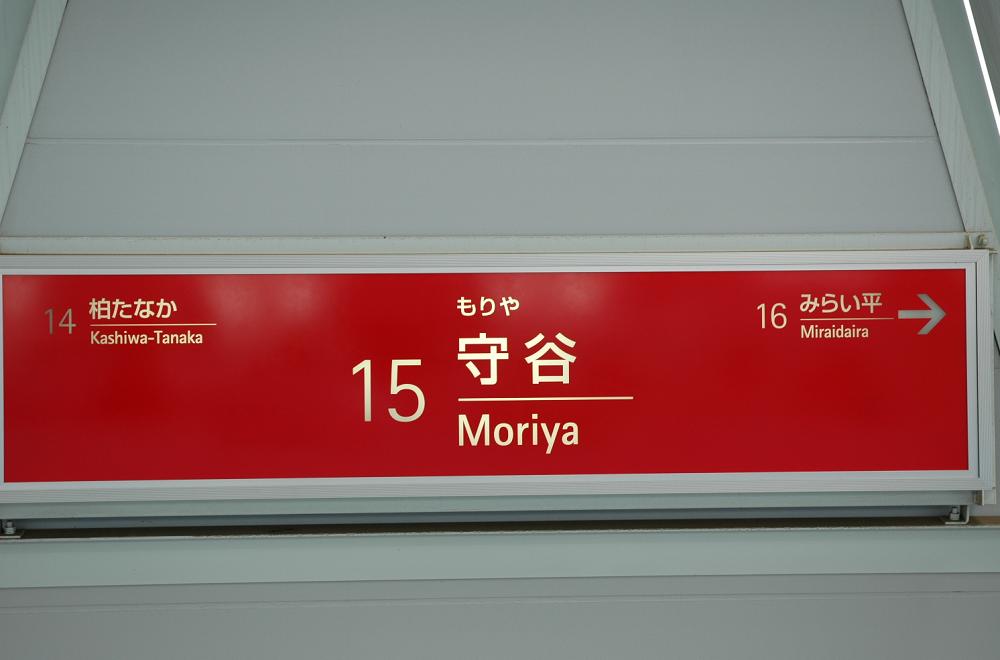 14 柏たなか
Kashiwa-Tanaka
もりや
15 守谷
Moriya
16 みらい平
Miraidaira